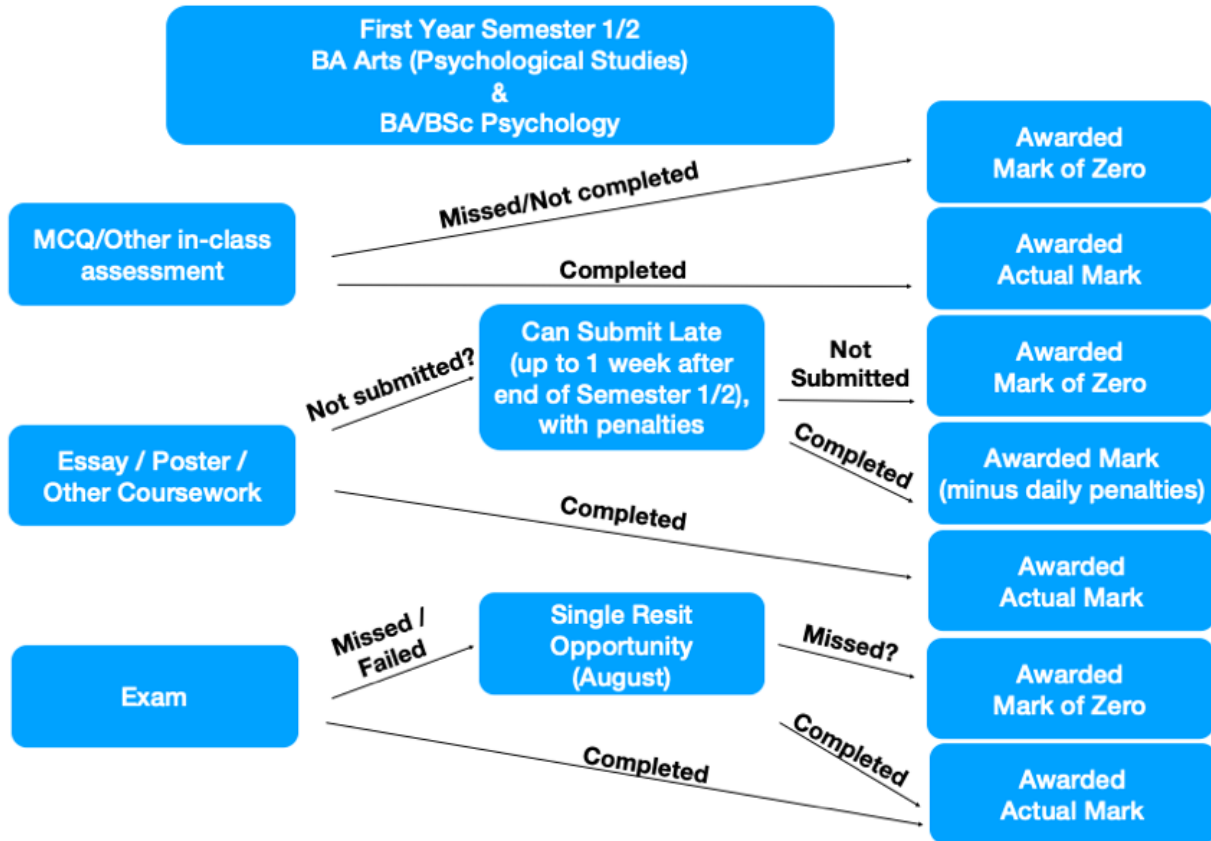 First Year Semester 1/2
BA Arts (Psychological Studies)
&
BA/BSc Psychology
Awarded
Mark of Zero
Missed/Not completed
MCQ/Other in-class
assessment
Completed
Awarded
Actual Mark
Not submitted?
Can Submit Late
(up to 1 week after
end of Semester 1/2),
with penalties
Not
Submitted
Awarded
Mark of Zero
Essay / Poster /
Other Coursework
Completed
Awarded Mark
(minus daily penalties)
Completed
Awarded
Actual Mark
Exam
Missed /
Failed
Single Resit
Opportunity
(August)
Missed?
Awarded
Mark of Zero
Completed
Completed
Awarded
Actual Mark